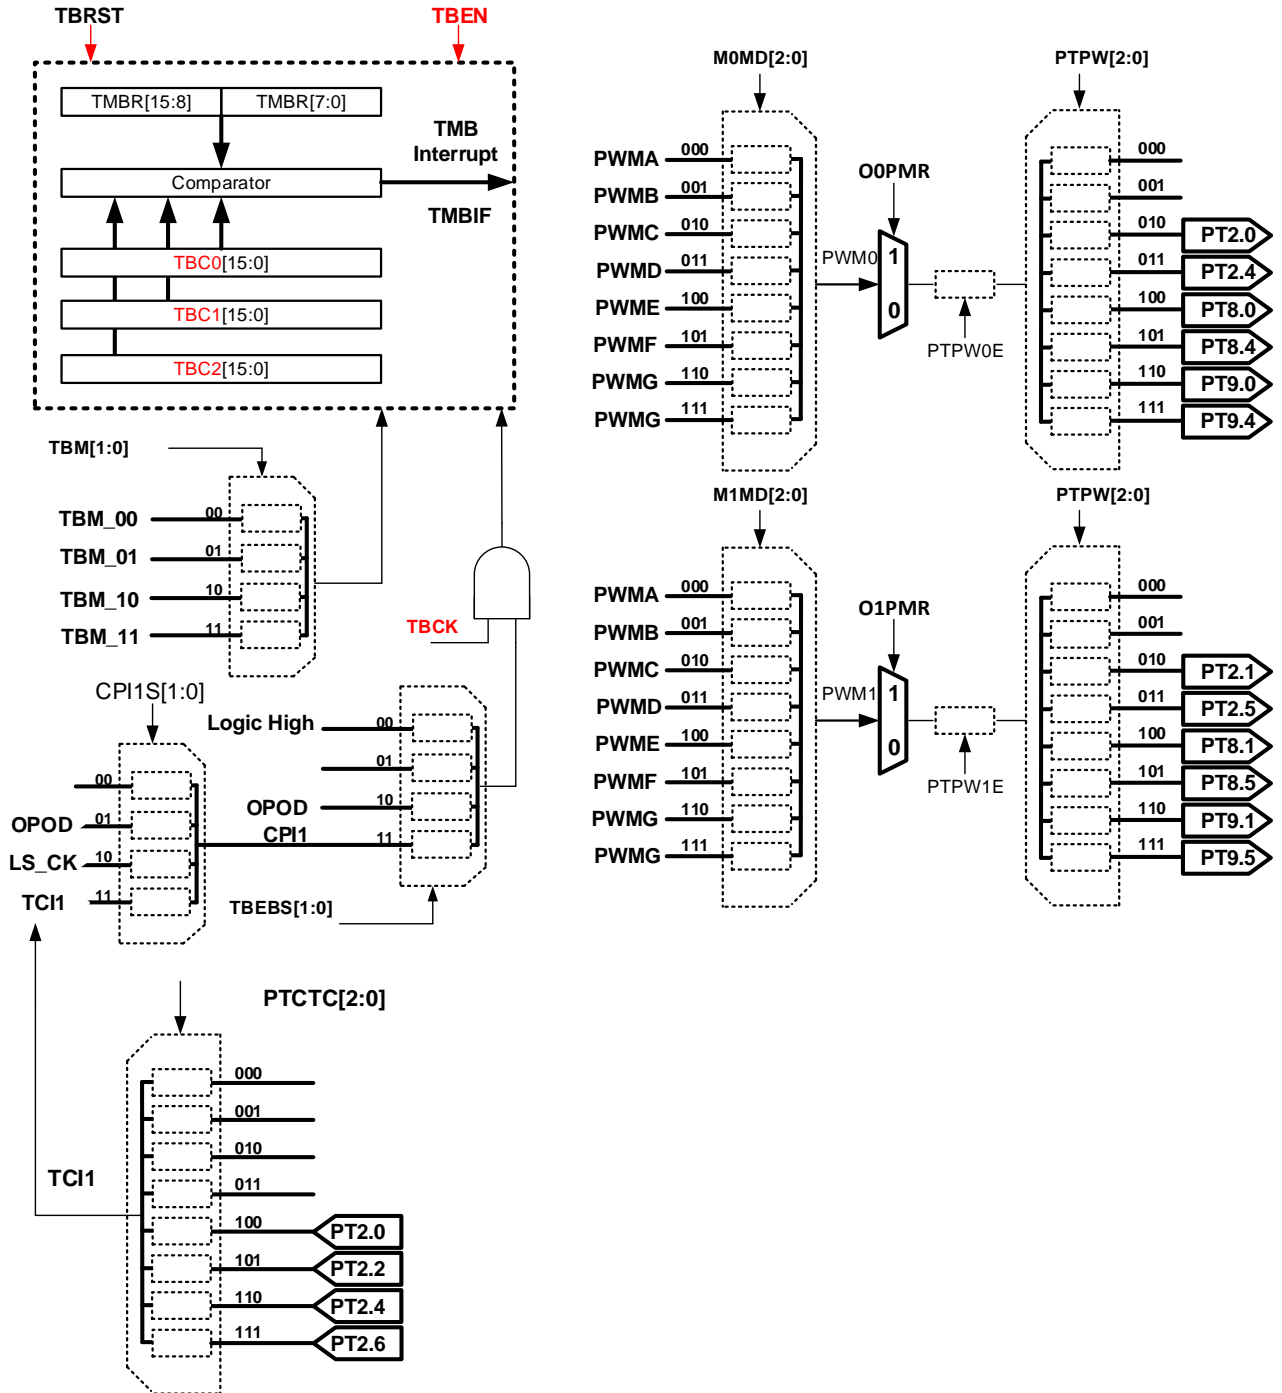 TBRST
TBEN
TMBR[15:8]
TMBR[7:0]
TMB
Interrupt
Comparator
TMBIF
TBC0[15:0]
TBC1[15:0]
TBC2[15:0]
TBM[1:0]
TBM_00
00
TBM_01
01
TBM_10
10
TBM_11
11
TBCK
CPI1S[1:0]
00
OPOD
01
LS_CK
10
TCI1
11
Logic High
00
01
OPOD
10
CPI1
11
TBEBS[1:0]
PTCTC[2:0]
TCI1
000
001
010
011
100
PT2.0
101
PT2.2
110
PT2.4
111
PT2.6
M0MD[2:0]
PWMA
000
PWMB
001
PWMC
010
PWMD
011
PWME
100
PWMF
101
PWMG
110
PWMG
111
O0PMR
PWM0
1
0
PTPW0E
PTPW[2:0]
000
001
010
PT2.0
011
PT2.4
100
PT8.0
101
PT8.4
110
PT9.0
111
PT9.4
M1MD[2:0]
PWMA
000
PWMB
001
PWMC
010
PWMD
011
PWME
100
PWMF
101
PWMG
110
PWMG
111
O1PMR
PWM1
1
0
PTPW1E
PTPW[2:0]
000
001
010
PT2.1
011
PT2.5
100
PT8.1
101
PT8.5
110
PT9.1
111
PT9.5